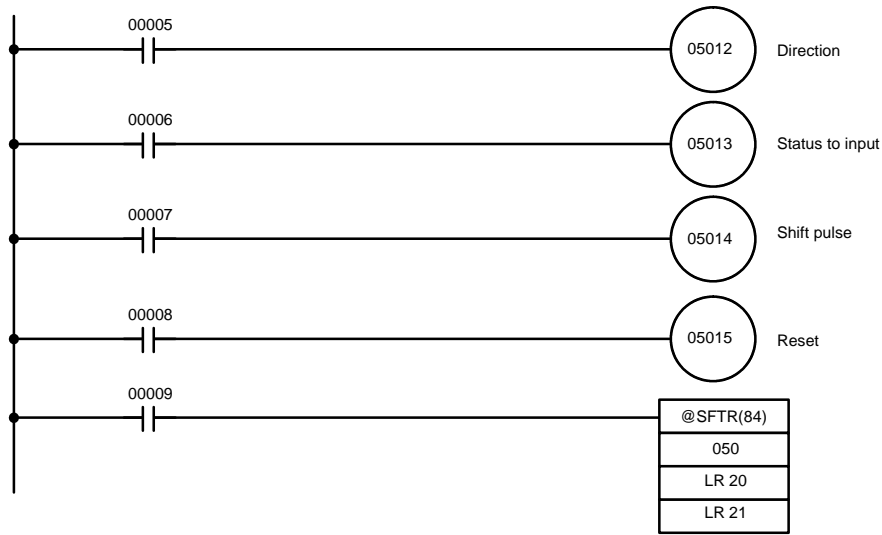 00005
05012 Direction
00006
05013 Status to input
00007
05014 Shift pulse
00008
05015 Reset
00009
@SFTR(84)
050
LR 20
LR 21